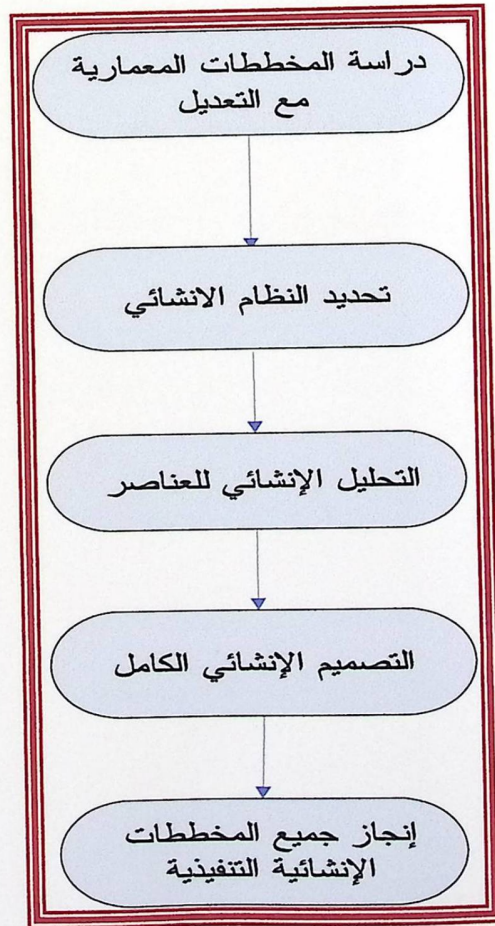 دراسة المخططات المعمارية
مع التعديل
تحديد النظام الانشائي
التحليل الإنشائي للعناصر
التصميم الإنشائي الكامل
إنجاز جميع المخططات
الإنشائية التنفيذية